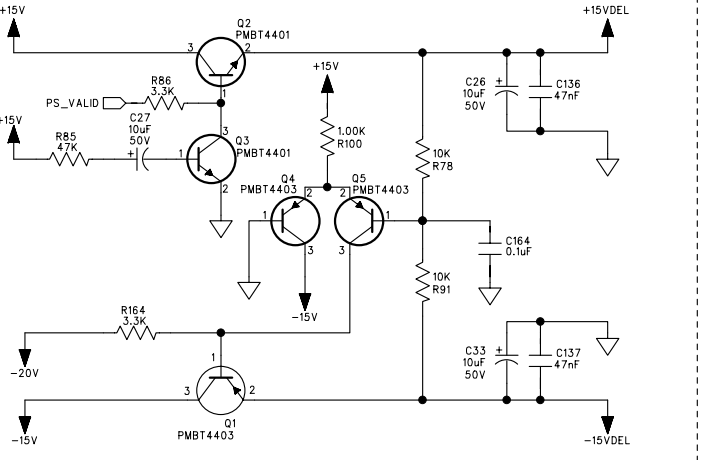 +15V
Q2
PMBT4401
+15VDEL
3
2
1
R86
3.3K
PS_VALID
+15V
C26
10uF
50V
+
C136
47nF
+15V
R85
47K
C27
10uF
50V
+
1
3
Q3
PMBT4401
2
1.00K
R100
10K
R78
Q4
PMBT4403
Q5
PMBT4403
2
2
1
1
3
3
C164
0.1uF
-15V
10K
R91
R164
3.3K
-20V
1
3
2
Q1
PMBT4403
-15V
C33
10uF
50V
+
C137
47nF
-15VDEL